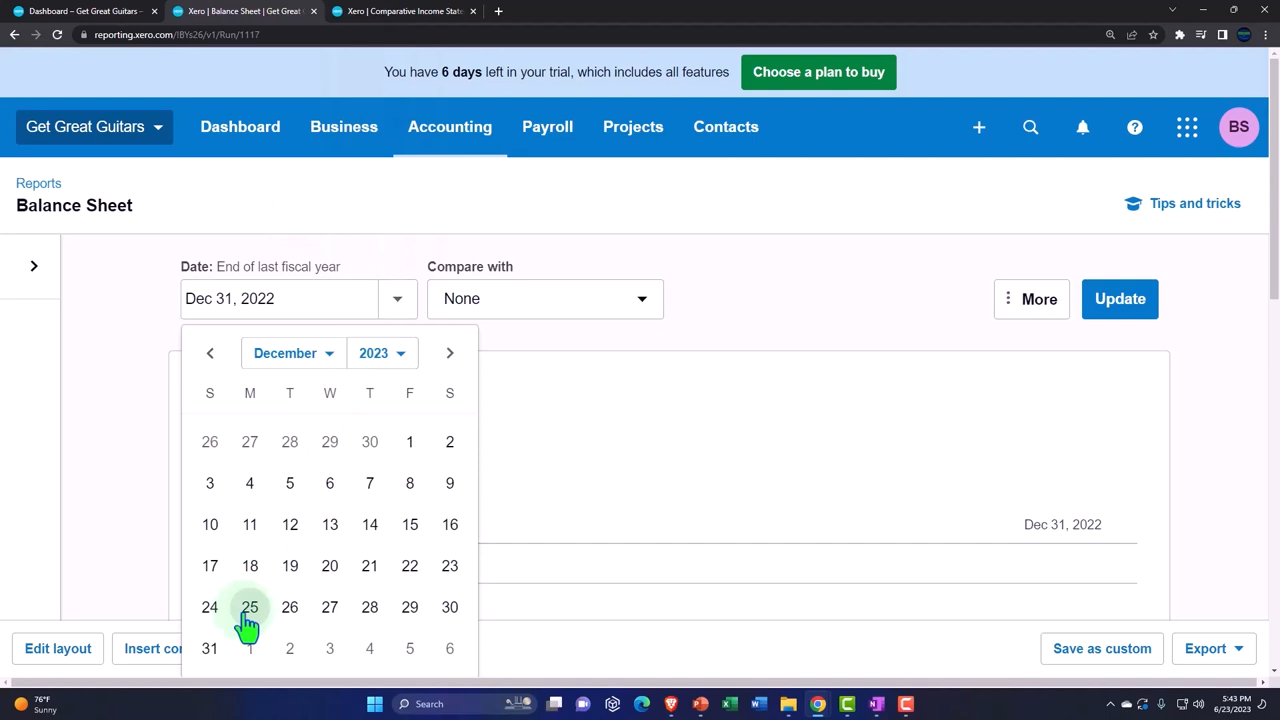 Dashboard – Get Great Guitars –
Xero | Balance Sheet | Get Great
Xero | Comparative Income State
reporting.xero.com/!BYs26/v1/Run/1117
You have 6 days left in your trial, which includes all features
Choose a plan to buy
Get Great Guitars
Dashboard
Business
Accounting
Payroll
Projects
Contacts
BS
Reports
Balance Sheet
Tips and tricks
Date: End of last fiscal year
Compare with
Dec 31, 2022
None
More
Update
December
2023
S M T W T F S
26 27 28 29 30 1 2
3 4 5 6 7 8 9
10 11 12 13 14 15 16
Dec 31, 2022
17 18 19 20 21 22 23
24 25 26 27 28 29 30
31 1 2 3 4 5 6
Edit layout
Insert co
Save as custom
Export
76°F
Sunny
Search
5:43 PM
6/23/2023